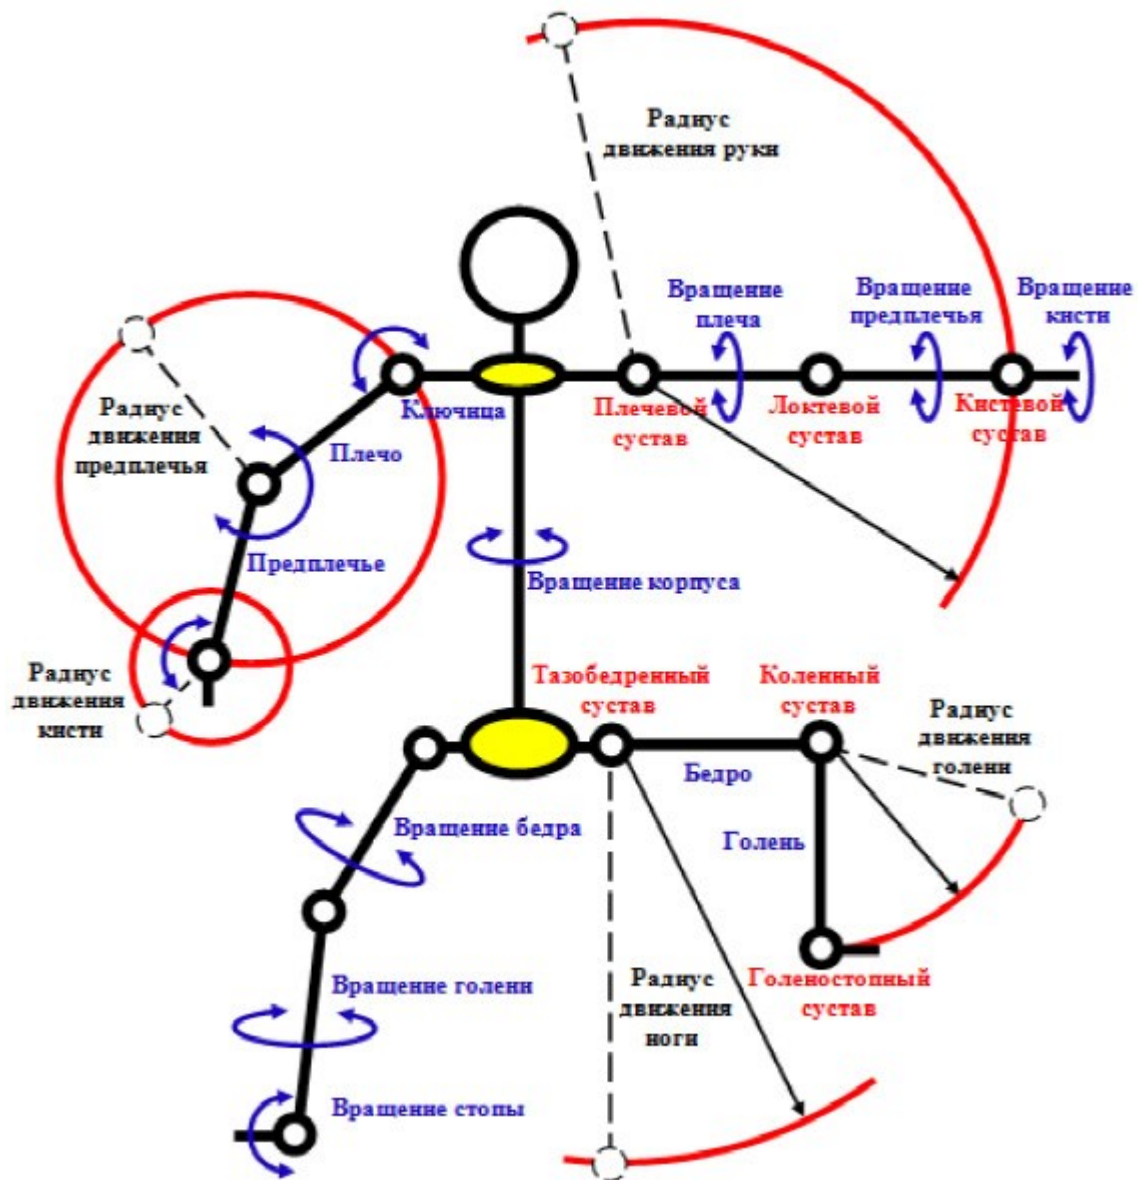 Радиус
движения руки
Вращение
плеча
Вращение
предплечья
Вращение
кисти
Ключица
Плечевой
сустав
Локтевой
сустав
Кистевой
сустав
Радиус
движения
предплечья
Плечо
Предплечье
Вращение корпуса
Радиус
движения
кисти
Тазобедренный
сустав
Коленный
сустав
Радиус
движения
голени
Бедро
Вращение бедра
Голень
Вращение голени
Радиус
движения
ноги
Голеностопный
сустав
Вращение стопы